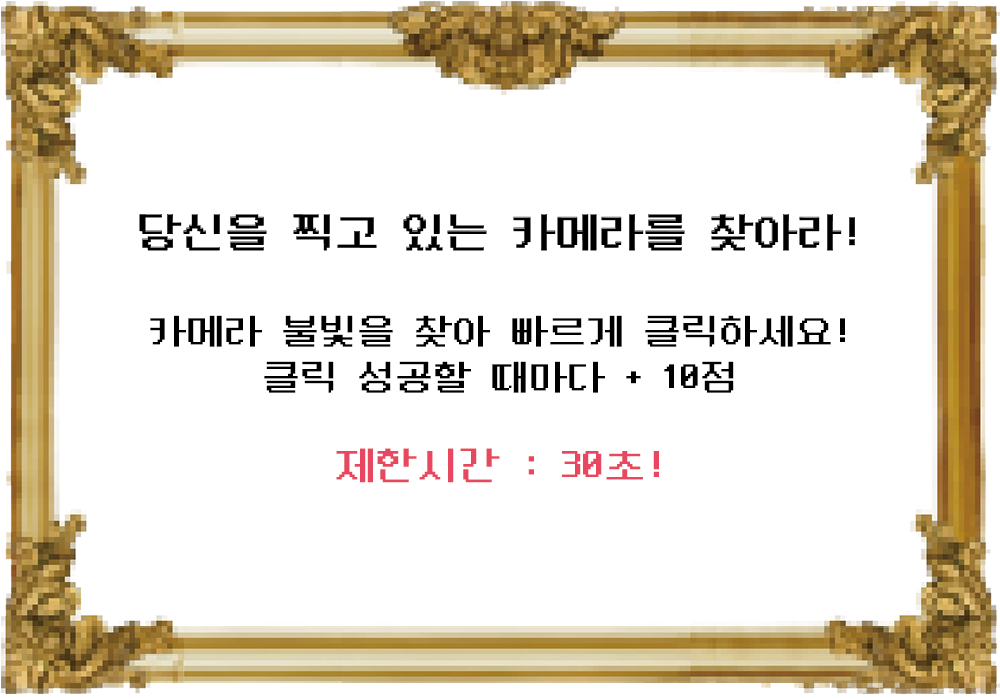 당신을 찍고 있는 카메라를 찾아라!
카메라 불빛을 찾아 빠르게 클릭하세요!
클릭 성공할 때마다 + 10점
제한시간 : 30초!